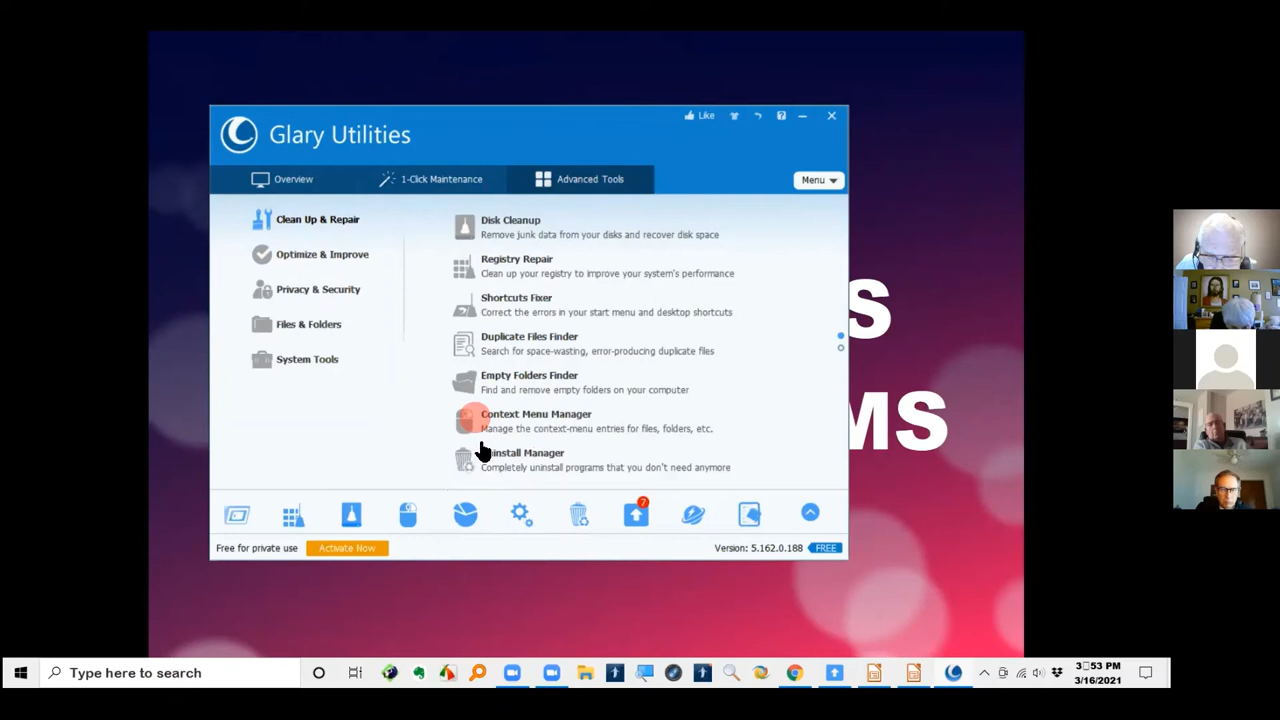 Like
Glary Utilities
Overview
1-Click Maintenance
Advanced Tools
Menu
Clean Up & Repair
Optimize & Improve
Privacy & Security
Files & Folders
System Tools
Disk Cleanup
Remove junk data from your disks and recover disk space
Registry Repair
Clean up your registry to improve your system's performance
Shortcuts Fixer
Correct the errors in your start menu and desktop shortcuts
Duplicate Files Finder
Search for space-wasting, error-producing duplicate files
Empty Folders Finder
Find and remove empty folders on your computer
Context Menu Manager
Manage the context-menu entries for files, folders, etc.
Uninstall Manager
Completely uninstall programs that you don't need anymore
S
MS
7
Free for private use
Activate Now
Version: 5.162.0.188
FREE
Type here to search
3:53 PM
3/16/2021